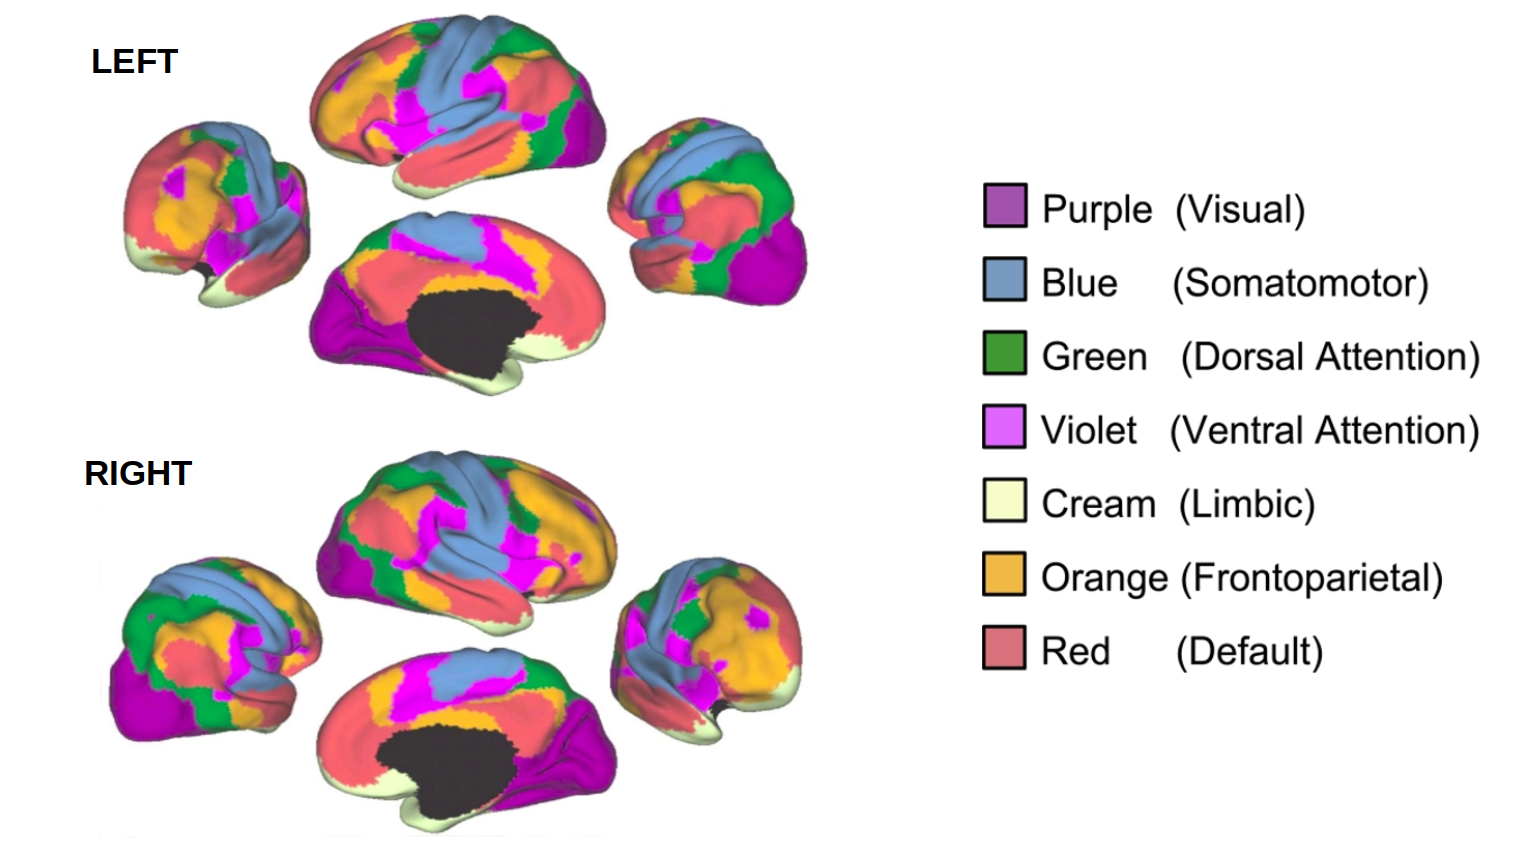 LEFT
RIGHT
Purple (Visual)
Blue (Somatomotor)
Green (Dorsal Attention)
Violet (Ventral Attention)
Cream (Limbic)
Orange (Frontoparietal)
Red (Default)